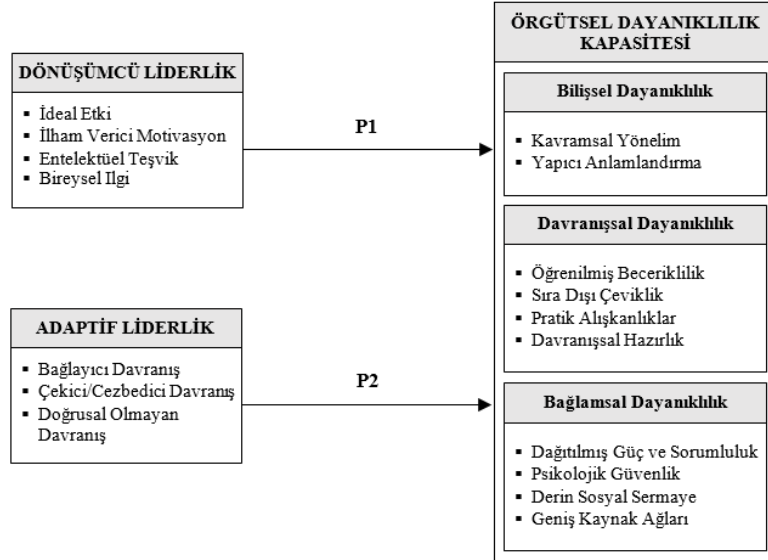 DÖNÜŞÜMCÜ LİDERLİK
▪ İdeal Etki
▪ İlham Verici Motivasyon
▪ Entelektüel Teşvik
▪ Bireysel Ilgi
P1
ADAPTİF LİDERLİK
▪ Bağlayıcı Davranış
▪ Çekici/Cezbedici Davranış
▪ Doğrusal Olmayan
Davranış
P2
ÖRGÜTSEL DAYANIKLILIK
KAPASİTESİ
Bilişsel Dayanıklılık
▪ Kavramsal Yönelim
▪ Yapıcı Anlamlandırma
Davranışsal Dayanıklılık
▪ Öğrenilmiş Beceriklilik
▪ Sıra Dışı Çeviklik
▪ Pratik Alışkanlıklar
▪ Davranışsal Hazırlık
Bağlamsal Dayanıklılık
▪ Dağıtılmış Güç ve Sorumluluk
▪ Psikolojik Güvenlik
▪ Derin Sosyal Sermaye
▪ Geniş Kaynak Ağları